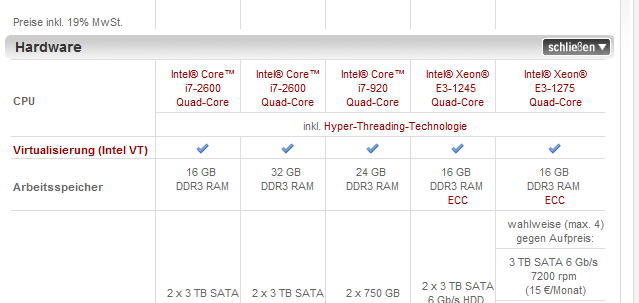 Preise inkl. 19% MwSt.
Hardware
schließen
CPU
Intel® Core™
i7-2600
Quad-Core
Intel® Core™
i7-2600
Quad-Core
Intel® Core™
i7-920
Quad-Core
Intel® Xeon®
E3-1245
Quad-Core
Intel® Xeon®
E3-1275
Quad-Core
inkl. Hyper-Threading-Technologie
Virtualisierung (Intel VT)
Arbeitsspeicher
16 GB
DDR3 RAM
32 GB
DDR3 RAM
24 GB
DDR3 RAM
16 GB
DDR3 RAM
ECC
16 GB
DDR3 RAM
ECC
2 x 3 TB SATA
2 x 3 TB SATA
2 x 750 GB
2 x 3 TB SATA
6 Gb/s HDD
wahlweise (max. 4)
gegen Aufpreis:
3 TB SATA 6 Gb/s
7200 rpm
(15 €/Monat)